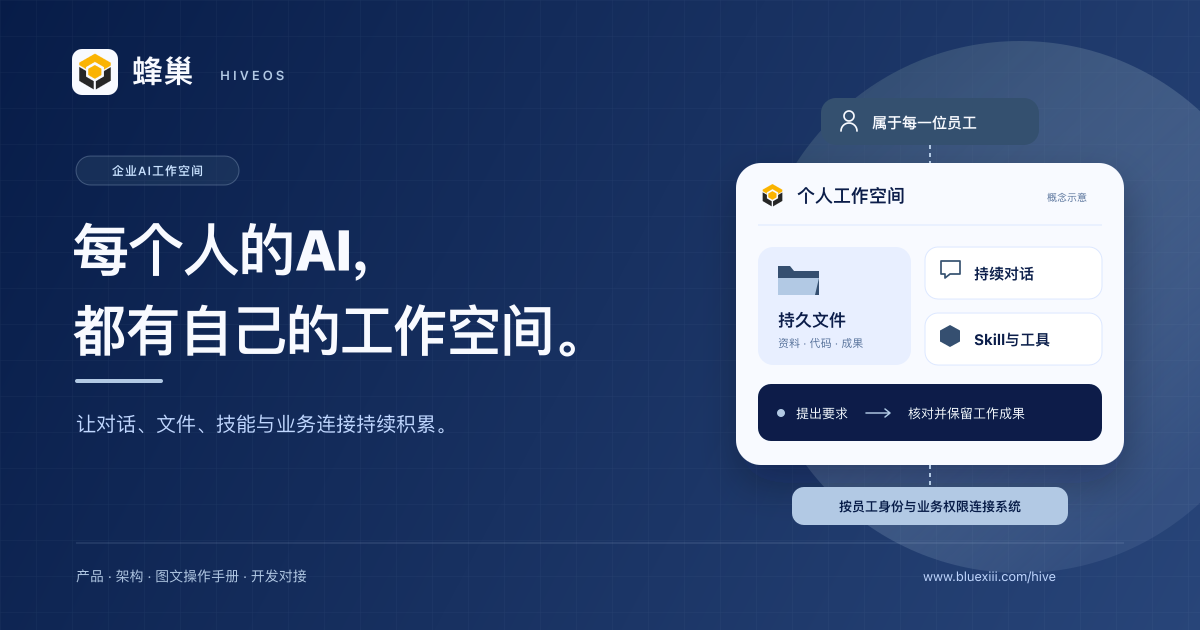 蜂巢 HIVEOS
企业AI工作空间
每个人的AI,
都有自己的工作空间。
让对话、文件、技能与业务连接持续积累。
属于每一位员工
个人工作空间
概念示意
持久文件
资料 · 代码 · 成果
持续对话
Skill与工具
提出要求 → 核对并保留工作成果
按员工身份与业务权限连接系统
产品 · 架构 · 图文操作手册 · 开发对接
www.bluexiii.com/hive